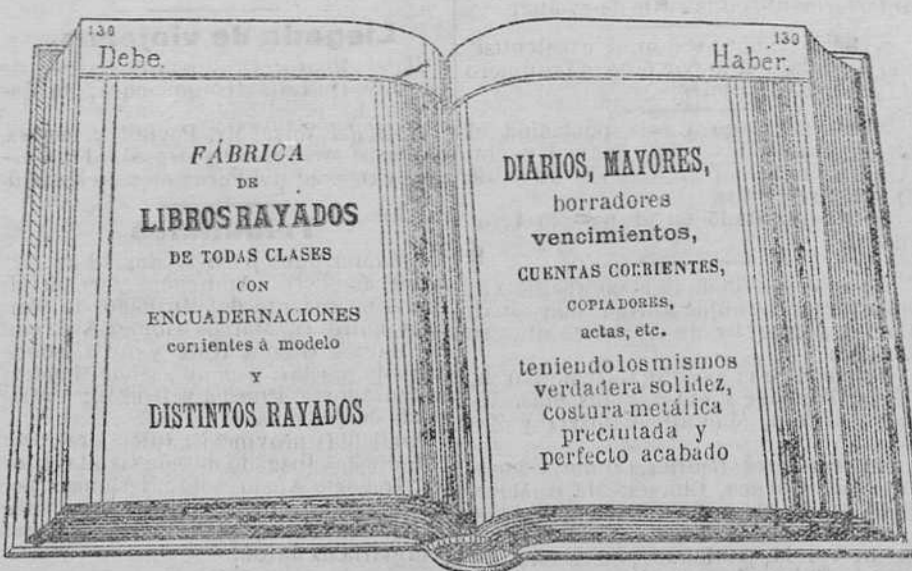 130
Debe.
FÁBRICA
DE
LIBROS RAYADOS
DE TODAS CLASES
CON
ENCUADERNACIONES
corrientes à modelo
Y
DISTINTOS RAYADOS
130
Haber.
DIARIOS, MAYORES,
borradores
vencimientos,
CUENTAS CORRIENTES,
COPIADORES,
actas, etc.
teniendo los mismos
verdadera solidez,
costura metálica
precintada y
perfecto acabado